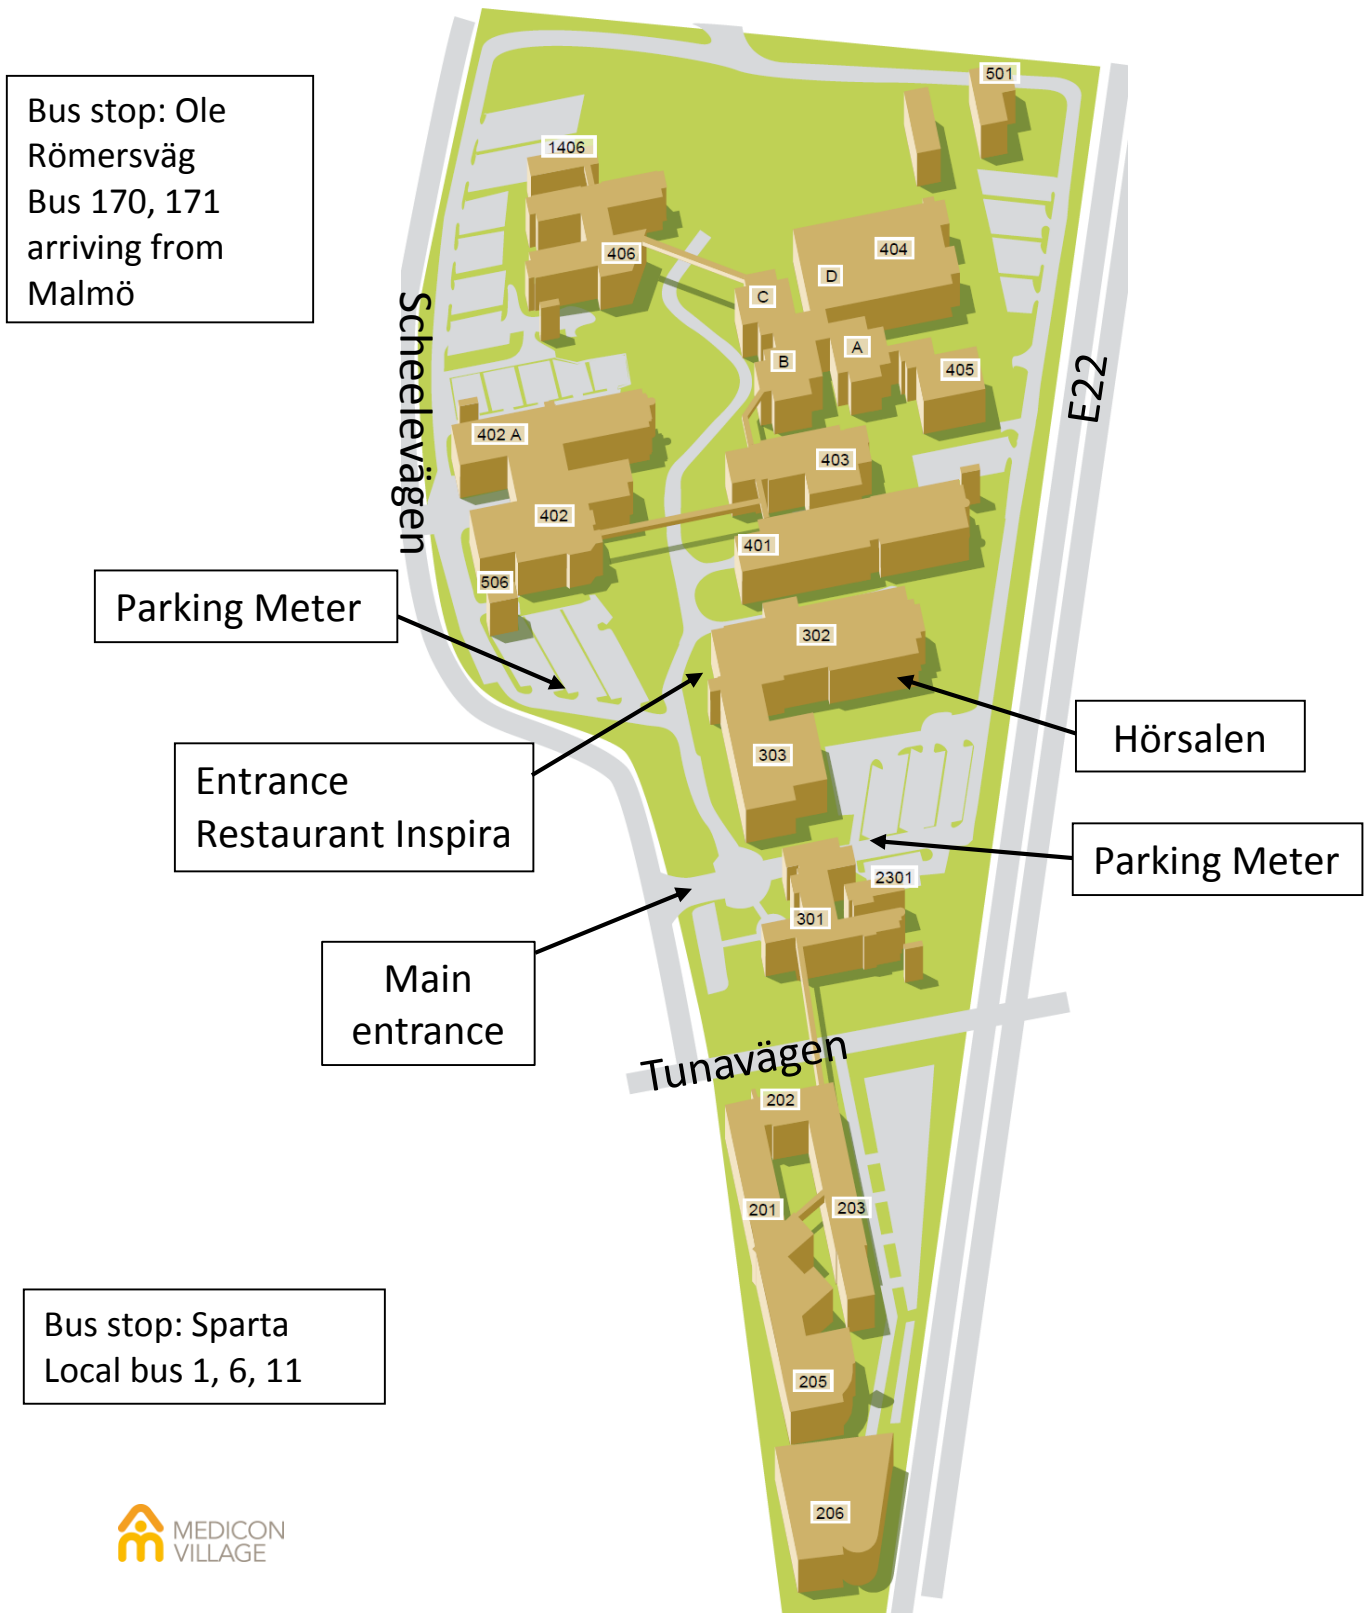 501
Bus stop: Ole
Römersväg
Bus 170, 171
arriving from
Malmö
1406
406
404
D
C
A
B
405
Scheelevägen
E22
402 A
403
402
401
506
Parking Meter
302
Hörsalen
303
Entrance
Restaurant Inspira
Parking Meter
2301
301
Main
entrance
Tunavägen
202
201
203
Bus stop: Sparta
Local bus 1, 6, 11
205
206
MEDICON
VILLAGE